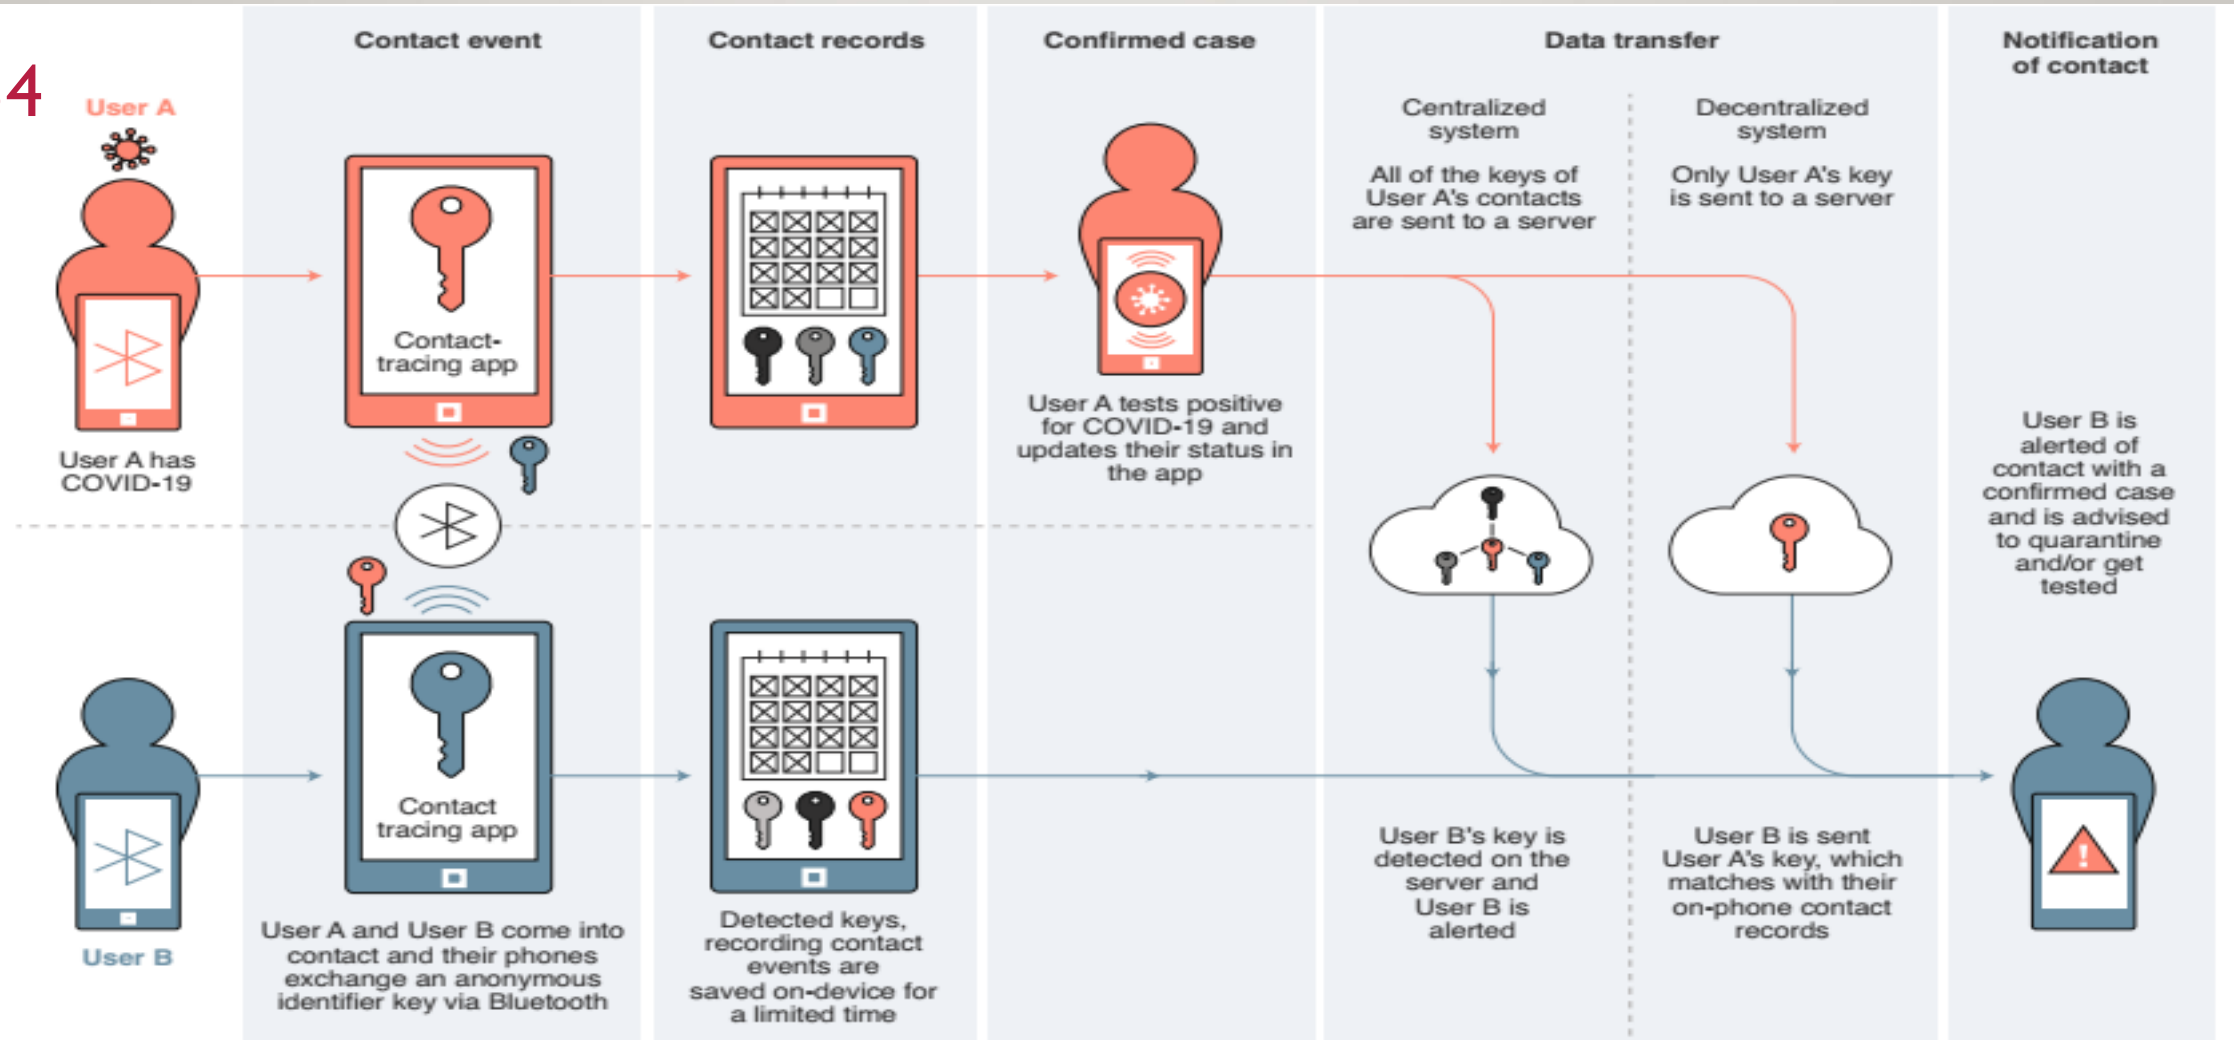 4
Contact event
Contact records
Confirmed case
Data transfer
Notification
of contact
User A
User A has
COVID-19
Contact-
tracing app
User A tests positive
for COVID-19 and
updates their status in
the app
Centralized
system
All of the keys of
User A's contacts
are sent to a server
Decentralized
system
Only User A's key
is sent to a server
User B is
alerted of
contact with a
confirmed case
and is advised
to quarantine
and/or get
tested
User B
Contact
tracing app
User A and User B come into
contact and their phones
exchange an anonymous
identifier key via Bluetooth
Detected keys,
recording contact
events are
saved on-device for
a limited time
User B's key is
detected on the
server and
User B is
alerted
User B is sent
User A's key, which
matches with their
on-phone contact
records
!